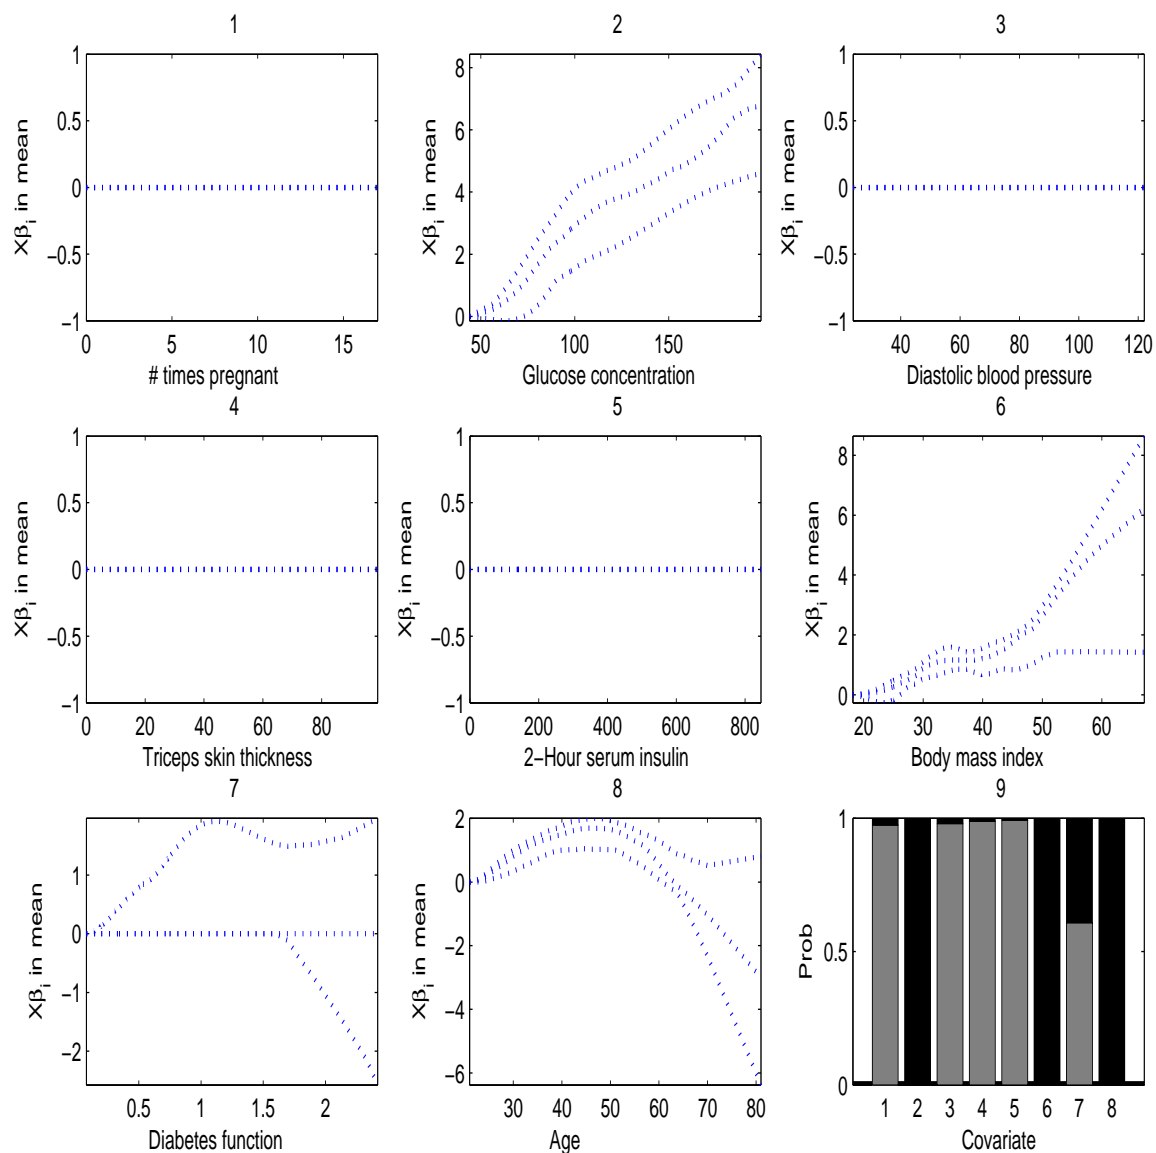 1
2
3
1
0.5
0
−0.5
−1
Xβi in mean
0 5 10 15
# times pregnant
8
6
4
2
0
Xβi in mean
50 100 150
Glucose concentration
1
0.5
0
−0.5
−1
Xβi in mean
40 60 80 100 120
Diastolic blood pressure
4
5
6
1
0.5
0
−0.5
−1
Xβi in mean
0 20 40 60 80
Triceps skin thickness
1
0.5
0
−0.5
−1
Xβi in mean
0 200 400 600 800
2−Hour serum insulin
8
6
4
2
0
Xβi in mean
20 30 40 50 60
Body mass index
7
8
9
1
0
−1
−2
Xβi in mean
0.5 1 1.5 2
Diabetes function
2
0
−2
−4
−6
Xβi in mean
30 40 50 60 70 80
Age
1
0.5
0
Prob
1 2 3 4 5 6 7 8
Covariate